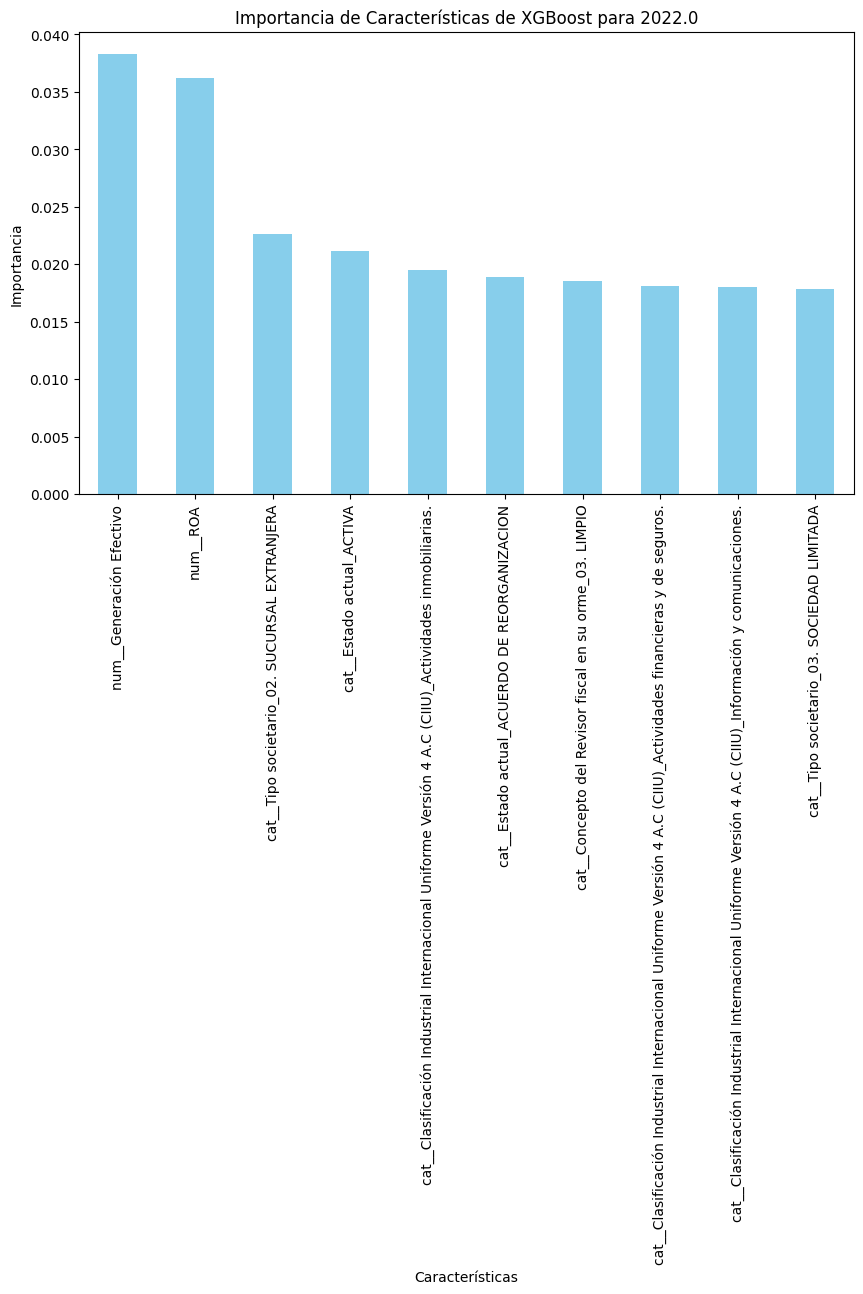 Importancia de Características de XGBoost para 2022.0
0.040
0.035
0.030
0.025
0.020
0.015
0.010
0.005
0.000
Importancia
num__Generación Efectivo
num__ROA
cat__Tipo societario_02. SUCURSAL EXTRANJERA
cat__Estado actual_ACTIVA
cat__Clasificación Industrial Internacional Uniforme Versión 4 A.C (CIIU)_Actividades inmobiliarias.
cat__Estado actual_ACUERDO DE REORGANIZACION
cat__Concepto del Revisor fiscal en su orme_03. LIMPIO
cat__Clasificación Industrial Internacional Uniforme Versión 4 A.C (CIIU)_Actividades financieras y de seguros.
cat__Clasificación Industrial Internacional Uniforme Versión 4 A.C (CIIU)_Información y comunicaciones.
cat__Tipo societario_03. SOCIEDAD LIMITADA
Características